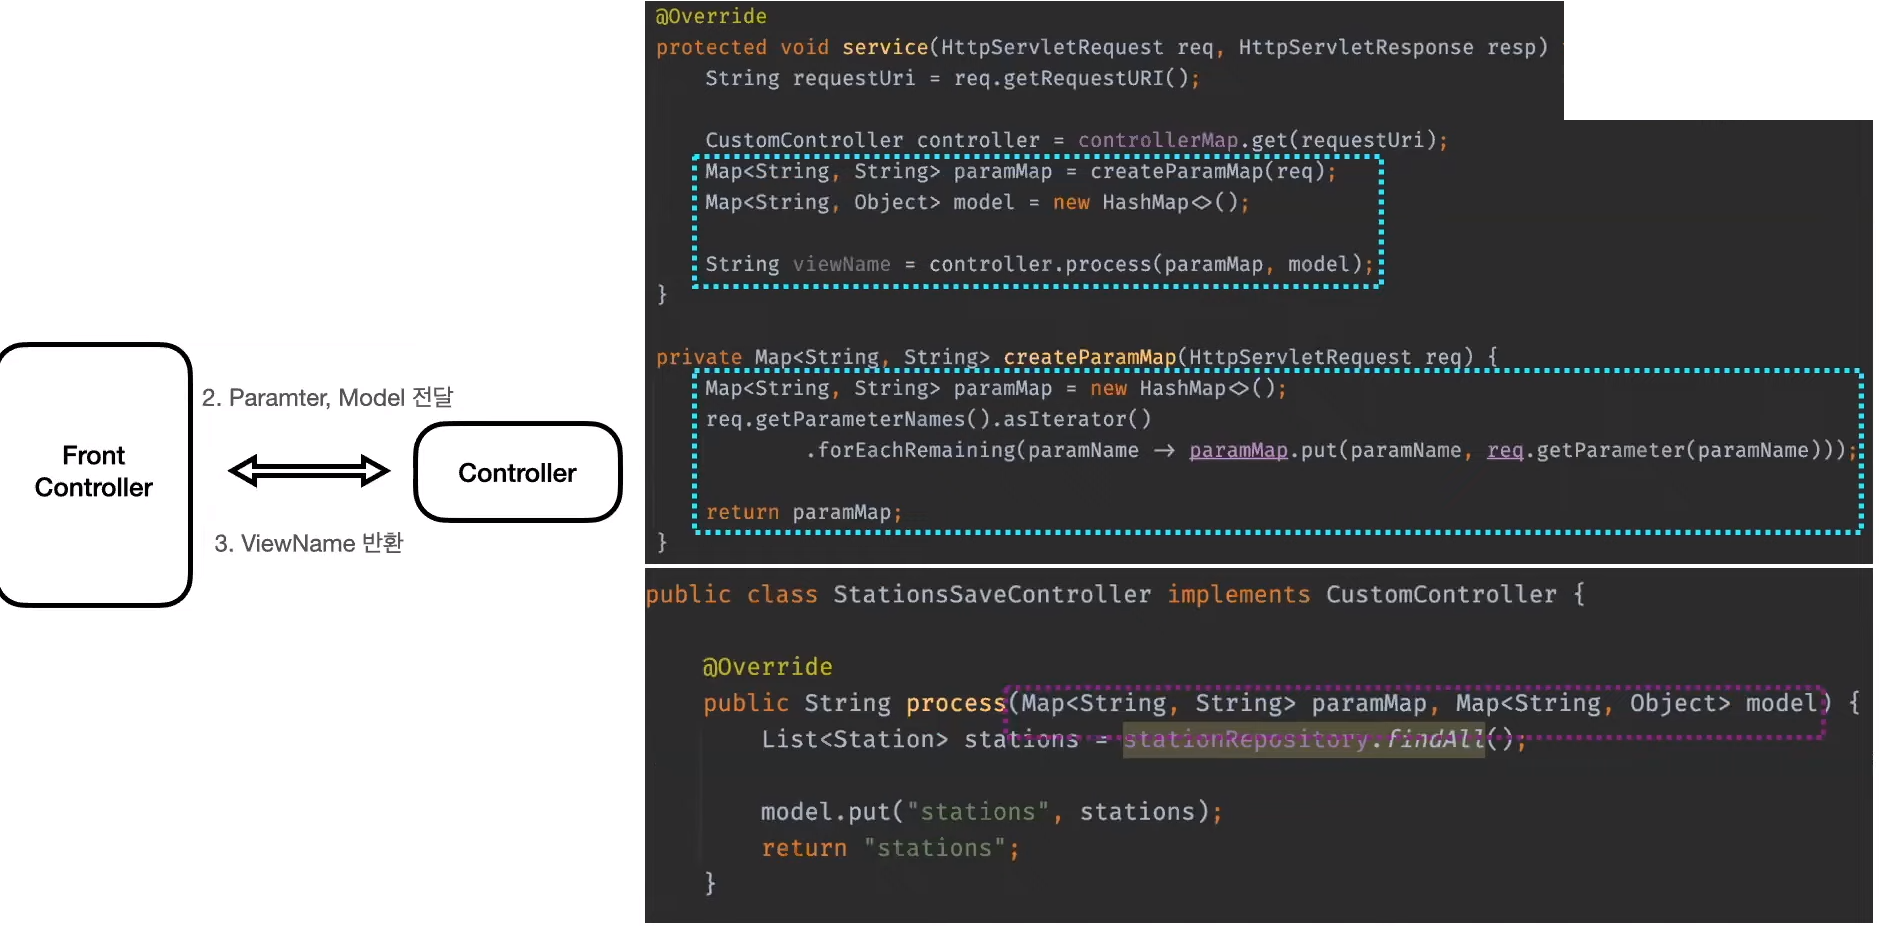 Front
Controller
2. Paramter, Model 전달
3. ViewName 반환
Controller
@Override
protected void service(HttpServletRequest req, HttpServletResponse resp)
String requestUri = req.getRequestURI();
CustomController controller = controllerMap.get(requestUri);
Map<String, String> paramMap = createParamMap(req);
Map<String, Object> model = new HashMap<>();
String viewName = controller.process(paramMap, model);
}
private Map<String, String> createParamMap(HttpServletRequest req) {
Map<String, String> paramMap = new HashMap<>();
req.getParameterNames().asIterator()
.forEachRemaining(paramName → paramMap.put(paramName, req.getParameter(paramName)));
return paramMap;
}
public class StationsSaveController implements CustomController {
@Override
public String process(Map<String, String> paramMap, Map<String, Object> model) {
List<Station> stations = stationRepository.findAll();
model.put("stations", stations);
return "stations";
}